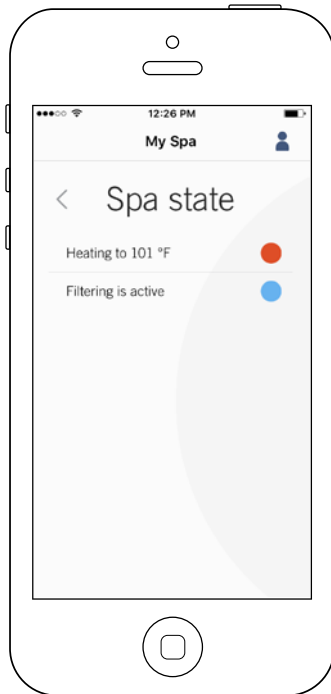 12:26 PM
My Spa
Spa state
Heating to 101 °F
Filtering is active